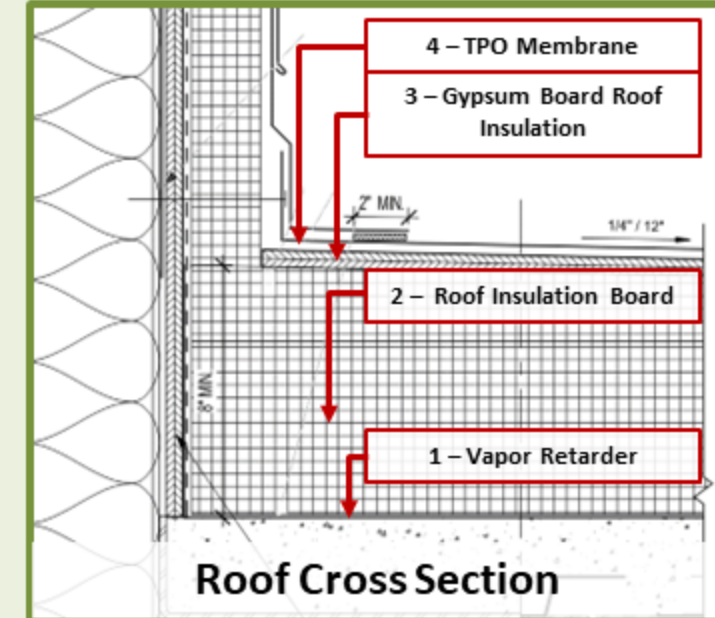 4 – TPO Membrane
3 – Gypsum Board Roof
Insulation
2" MIN.
1/4" / 12"
2 – Roof Insulation Board
8" MIN.
1 – Vapor Retarder
Roof Cross Section